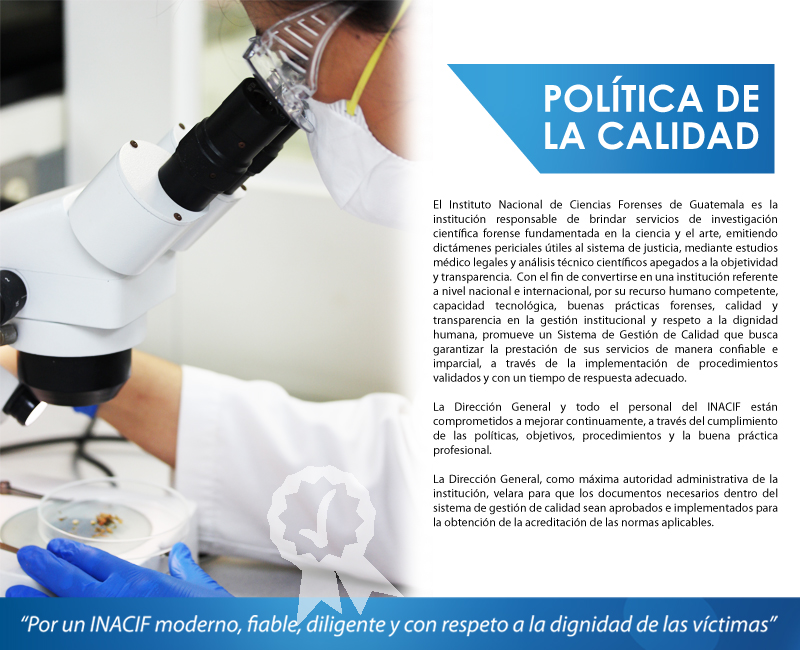 POLÍTICA DE
LA CALIDAD
El Instituto Nacional de Ciencias Forenses de Guatemala es la
institución responsable de brindar servicios de investigación
científica forense fundamentada en la ciencia y el arte, emitiendo
dictámenes periciales útiles al sistema de justicia, mediante estudios
médico legales y análisis técnico científicos apegados a la objetividad
y transparencia. Con el fin de convertirse en una institución referente
a nivel nacional e internacional, por su recurso humano competente,
capacidad tecnológica, buenas prácticas forenses, calidad y
transparencia en la gestión institucional y respeto a la dignidad
humana, promueve un Sistema de Gestión de Calidad que busca
garantizar la prestación de sus servicios de manera confiable e
imparcial, a través de la implementación de procedimientos
validados y con un tiempo de respuesta adecuado.
La Dirección General y todo el personal del INACIF están
comprometidos a mejorar continuamente, a través del cumplimiento
de las políticas, objetivos, procedimientos y la buena práctica
profesional.
La Dirección General, como máxima autoridad administrativa de la
institución, velara para que los documentos necesarios dentro del
sistema de gestión de calidad sean aprobados e implementados para
la obtención de la acreditación de las normas aplicables.
“Por un INACIF moderno, fiable, diligente y con respeto a la dignidad de las víctimas”